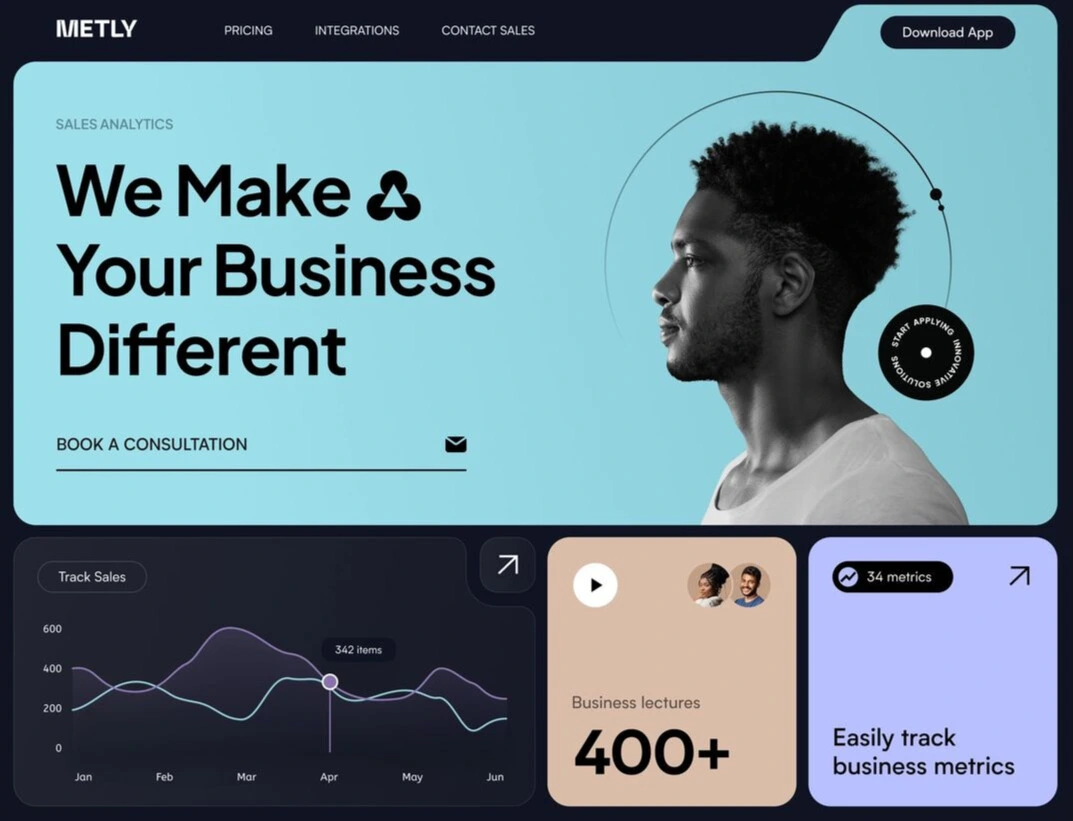 METLY
PRICING
INTEGRATIONS
CONTACT SALES
Download App
SALES ANALYTICS
We Make
Your Business
Different
BOOK A CONSULTATION
START APPLYING INNOVATIVE SOLUTIONS
Track Sales
600
400
200
0
342 items
Jan
Feb
Mar
Apr
May
Jun
Business lectures
400+
34 metrics
Easily track
business metrics